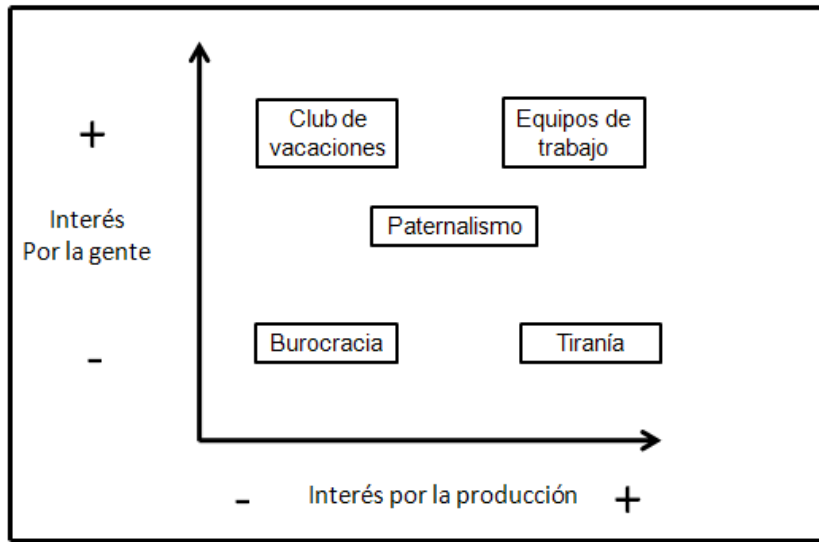 Club de
vacaciones
Equipos de
trabajo
+
Interés
Por la gente
Paternalismo
-
Burocracia
Tiranía
-
Interés por la producción
+